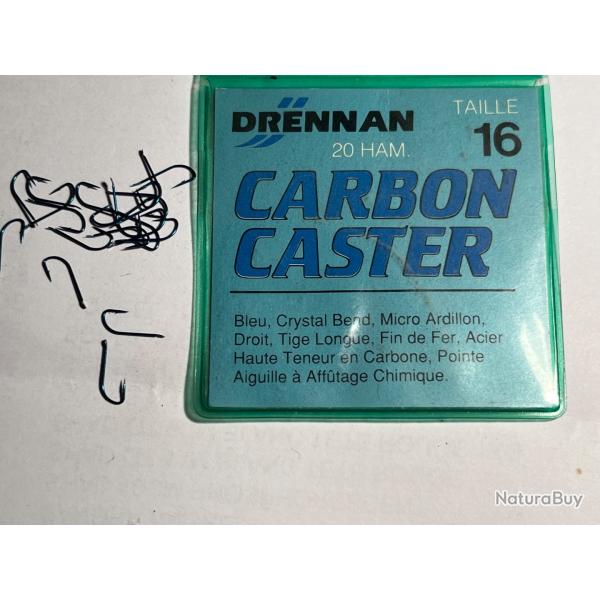 DRENNAN
TAILLE
20 HAM.
16
CARBON
CASTER
Bleu, Crystal Bend, Micro Ardillon,
Droit, Tige Longue, Fin de Fer, Acier
Haute Teneur en Carbone, Pointe
Aiguille à Affûtage Chimique.
NaturaBuy